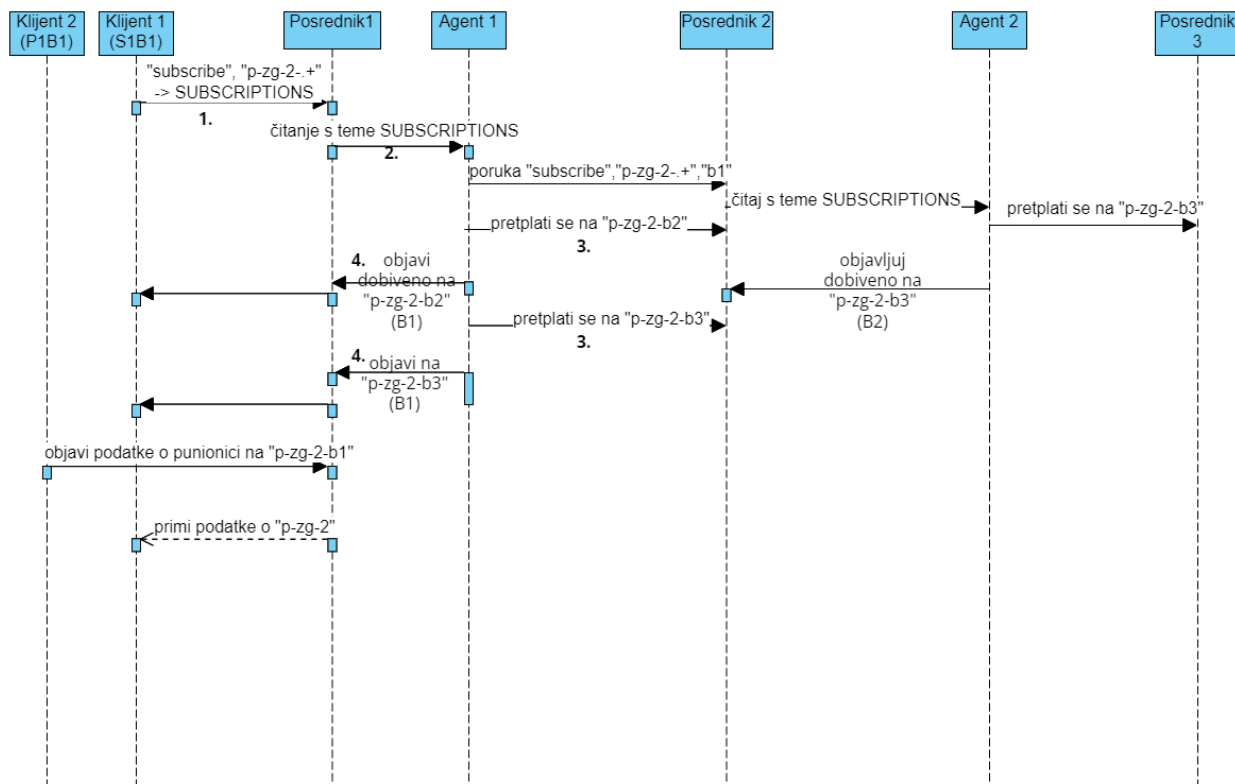 Klijent 2
(P1B1)
Klijent 1
(S1B1)
Posrednik1
Agent 1
Posrednik 2
Agent 2
Posrednik
3
"subscribe", "p-zg-2-.+"
-> SUBSCRIPTIONS
1.
čitanje s teme SUBSCRIPTIONS
2.
poruka "subscribe","p-zg-2-.+","b1"
čitaj s teme SUBSCRIPTIONS
pretplati se na "p-zg-2-b3"
pretplati se na "p-zg-2-b2"
3.
4. objavi
dobiveno na
"p-zg-2-b2"
(B1)
objavljuj
dobiveno na
"p-zg-2-b3"
(B2)
pretplati se na "p-zg-2-b3"
3.
4. objavi na
"p-zg-2-b3"
(B1)
objavi podatke o punionici na "p-zg-2-b1"
primi podatke o "p-zg-2"